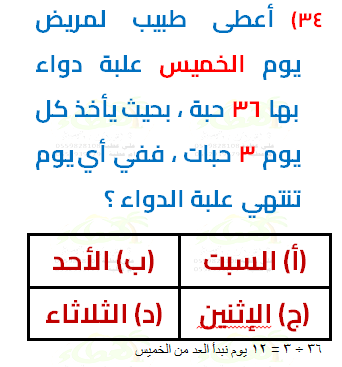 ٣٤) أعطى طبيب لمريض
يوم الخميس علبة دواء
بها ٣٦ حبة ، بحيث يأخذ كل
يوم ٣ حبات ، ففي أي يوم
تنتهي علبة الدواء ؟
(أ) السبت (ب) الأحد
(ج) الإثنين (د) الثلاثاء
٣٦ ÷ ٣ = ١٢ يوم نبدأ العد من الخميس